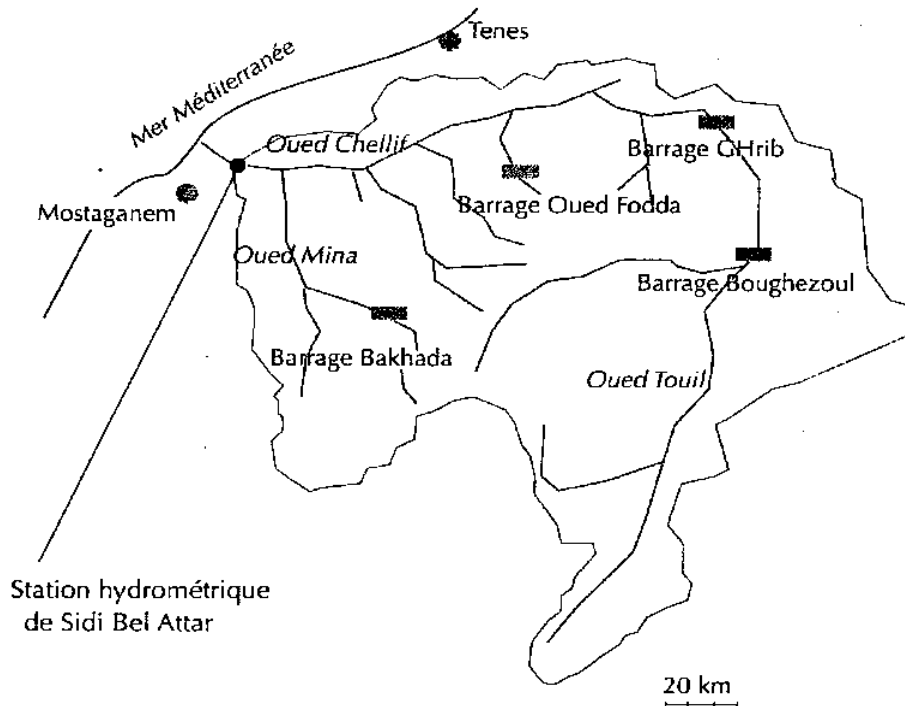 Tenes
Mer Méditerranée
Oued Chellif
Barrage GHrib
Mostaganem
Barrage Oued Fodda
Oued Mina
Barrage Boughezoul
Barrage Bakhada
Oued Touil
Station hydrométrique
de Sidi Bel Attar
20 km